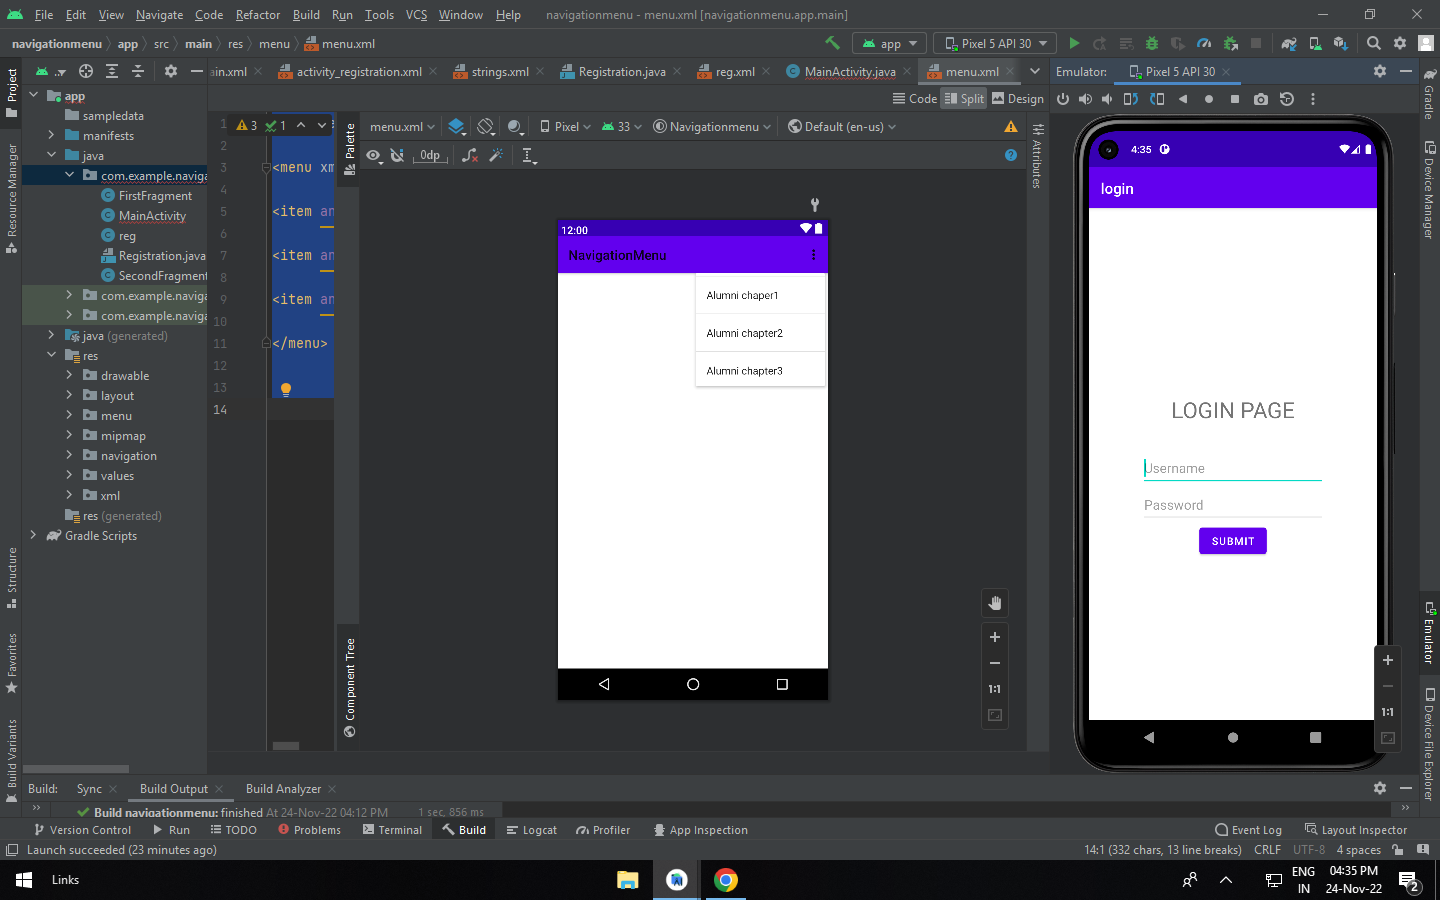 File Edit View Navigate Code Refactor Build Run Tools VCS Window Help navigationmenu - menu.xml [navigationmenu.app.main]
navigationmenu app src main res menu menu.xml app Pixel 5 API 30
ain.xml activity_registration.xml strings.xml Registration.java reg.xml MainActivity.java menu.xml Emulator: Pixel 5 API 30
Code Split Design
menu.xml Pixel 33 Navigationmenu Default (en-us)
0dp
Project
Resource Manager
Structure
Favorites
Build Variants
app
sampledata
manifests
java
com.example.naviga
FirstFragment
MainActivity
reg
Registration.java
SecondFragment
com.example.naviga
com.example.naviga
java (generated)
res
drawable
layout
menu
mipmap
navigation
values
xml
res (generated)
Gradle Scripts
3 1
1
2
3 <menu xm
4
5 <item an
6
7 <item an
8
9 <item an
10
11 </menu>
12
13
14
Palette
Component Tree
12:00
NavigationMenu
Alumni chaper1
Alumni chapter2
Alumni chapter3
1:1
Attributes
4:35
login
LOGIN PAGE
Username
Password
SUBMIT
1:1
Gradle
Device Manager
Emulator
Device File Explorer
Build: Sync Build Output Build Analyzer
Build navigationmenu: finished At 24-Nov-22 04:12 PM 1 sec, 856 ms
Version Control Run TODO Problems Terminal Build Logcat Profiler App Inspection Event Log Layout Inspector
Launch succeeded (23 minutes ago) 14:1 (332 chars, 13 line breaks) CRLF UTF-8 4 spaces
Links ENG IN 04:35 PM 24-Nov-22 2